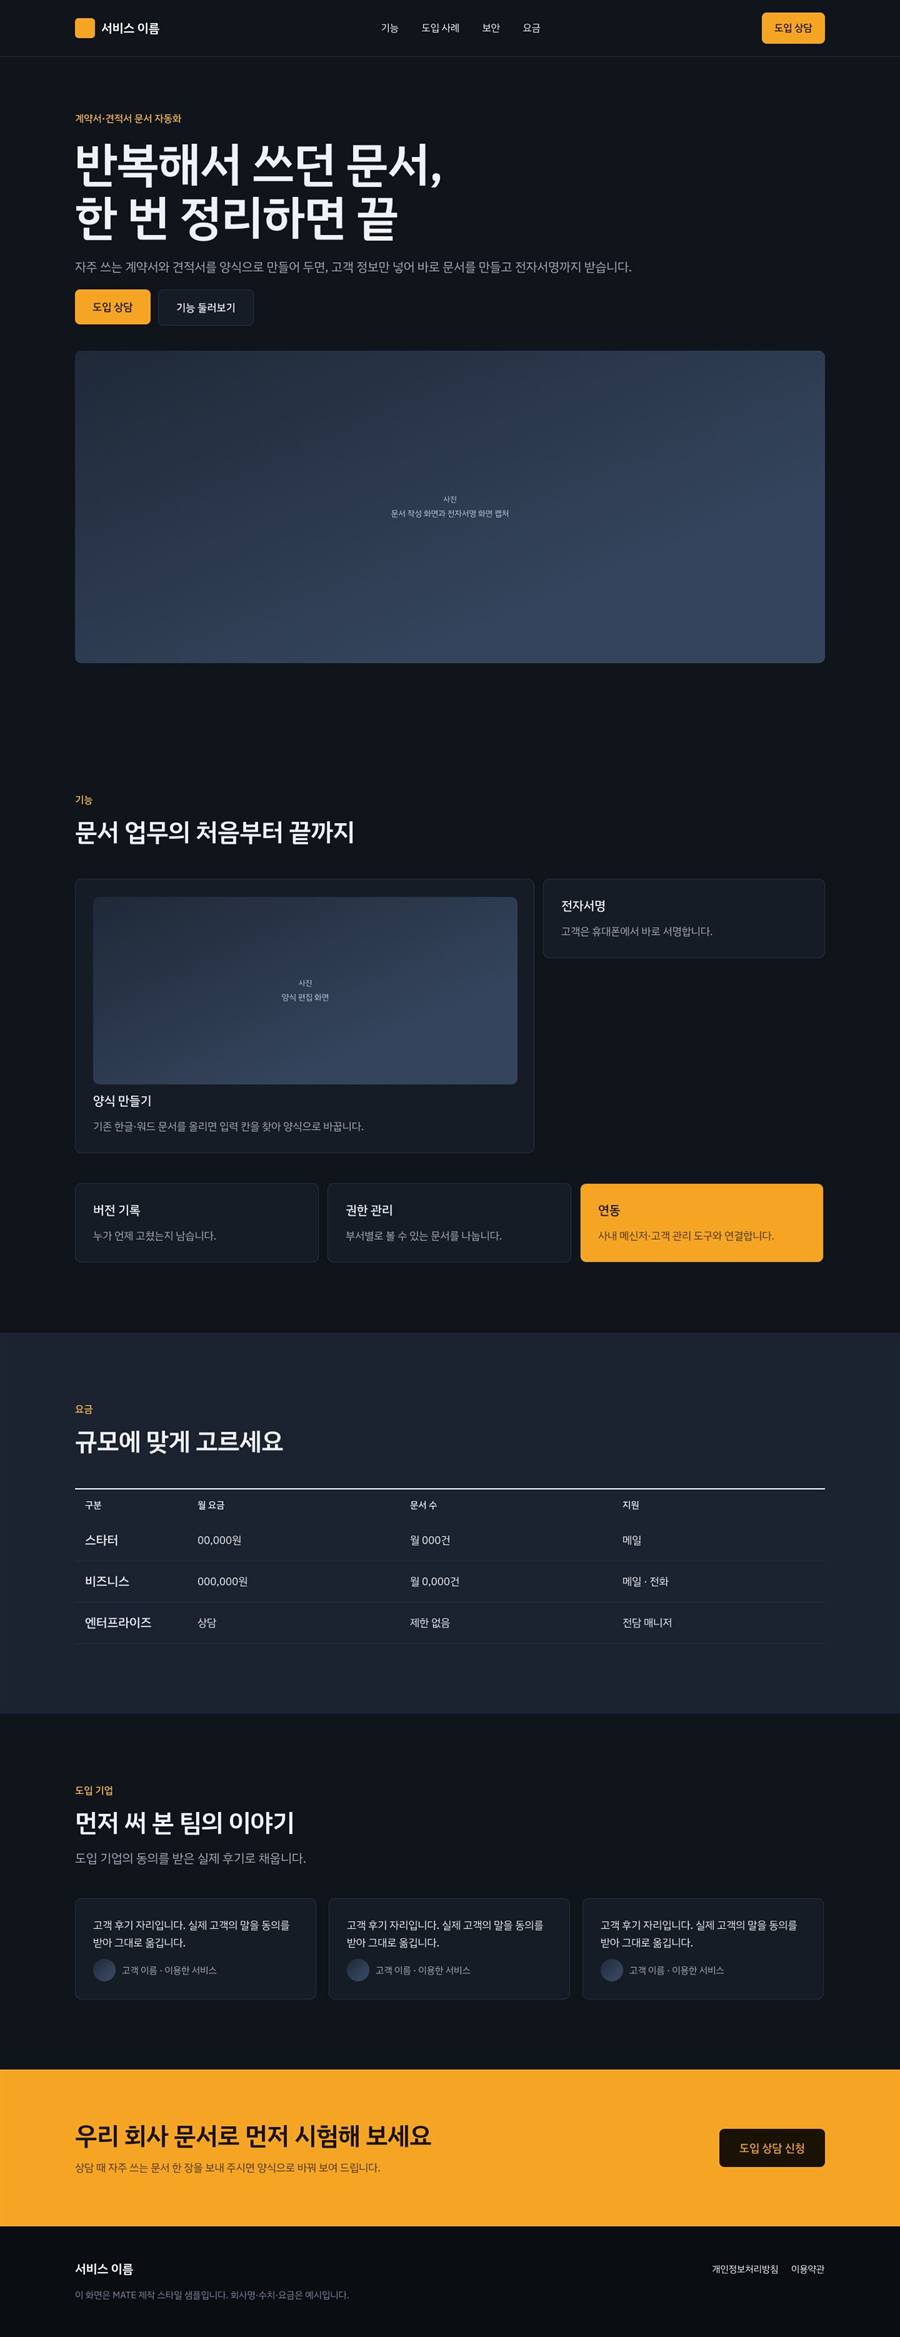 서비스 이름
기능
도입 사례
보안
요금
도입 상담
계약서·견적서 문서 자동화
반복해서 쓰던 문서,
한 번 정리하면 끝
자주 쓰는 계약서와 견적서를 양식으로 만들어 두면, 고객 정보만 넣어 바로 문서를 만들고 전자서명까지 받습니다.
도입 상담
기능 둘러보기
사진
문서 작성 화면과 전자서명 화면 캡처
기능
문서 업무의 처음부터 끝까지
사진
양식 편집 화면
양식 만들기
기존 한글·워드 문서를 올리면 입력 칸을 찾아 양식으로 바꿉니다.
전자서명
고객은 휴대폰에서 바로 서명합니다.
버전 기록
누가 언제 고쳤는지 남습니다.
권한 관리
부서별로 볼 수 있는 문서를 나눕니다.
연동
사내 메신저·고객 관리 도구와 연결합니다.
요금
규모에 맞게 고르세요
구분 월 요금 문서 수 지원
스타터 00,000원 월 000건 메일
비즈니스 000,000원 월 0,000건 메일 · 전화
엔터프라이즈 상담 제한 없음 전담 매니저
도입 기업
먼저 써 본 팀의 이야기
도입 기업의 동의를 받은 실제 후기로 채웁니다.
고객 후기 자리입니다. 실제 고객의 말을 동의를
받아 그대로 옮깁니다.
고객 이름 · 이용한 서비스
고객 후기 자리입니다. 실제 고객의 말을 동의를
받아 그대로 옮깁니다.
고객 이름 · 이용한 서비스
고객 후기 자리입니다. 실제 고객의 말을 동의를
받아 그대로 옮깁니다.
고객 이름 · 이용한 서비스
우리 회사 문서로 먼저 시험해 보세요
상담 때 자주 쓰는 문서 한 장을 보내 주시면 양식으로 바꿔 보여 드립니다.
도입 상담 신청
서비스 이름
개인정보처리방침
이용약관
이 화면은 MATE 제작 스타일 샘플입니다. 회사명·수치·요금은 예시입니다.